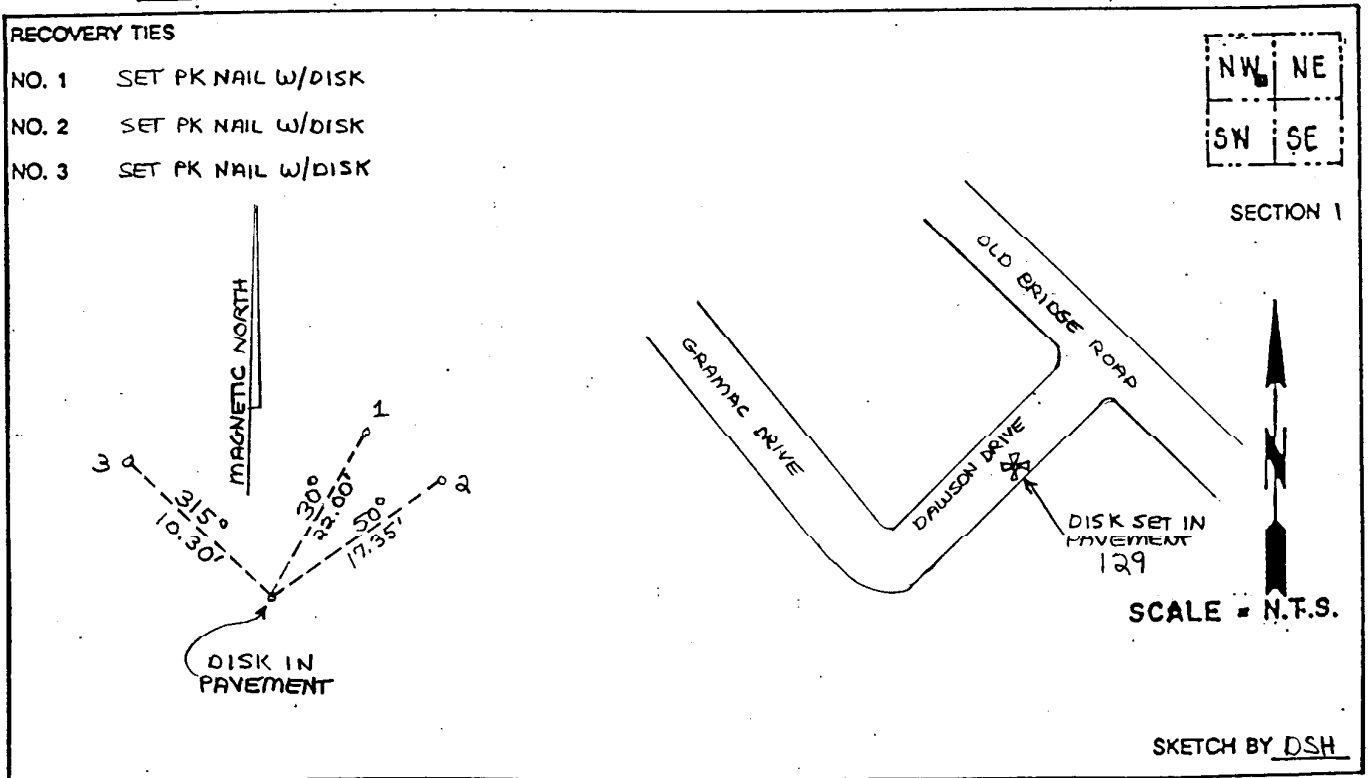 RECOVERY TIES
NO. 1 SET PK NAIL W/DISK
NO. 2 SET PK NAIL W/DISK
NO. 3 SET PK NAIL W/DISK
NW NE
SW SE
SECTION 1
MAGNETIC NORTH
1
2
3
315°
10.30'
30°
22.00'
50°
17.35'
DISK IN
PAVEMENT
OLD BRIDGE ROAD
GRAMAC DRIVE
DAWSON DRIVE
DISK SET IN
PAVEMENT
129
N
SCALE = N.T.S.
SKETCH BY DSH